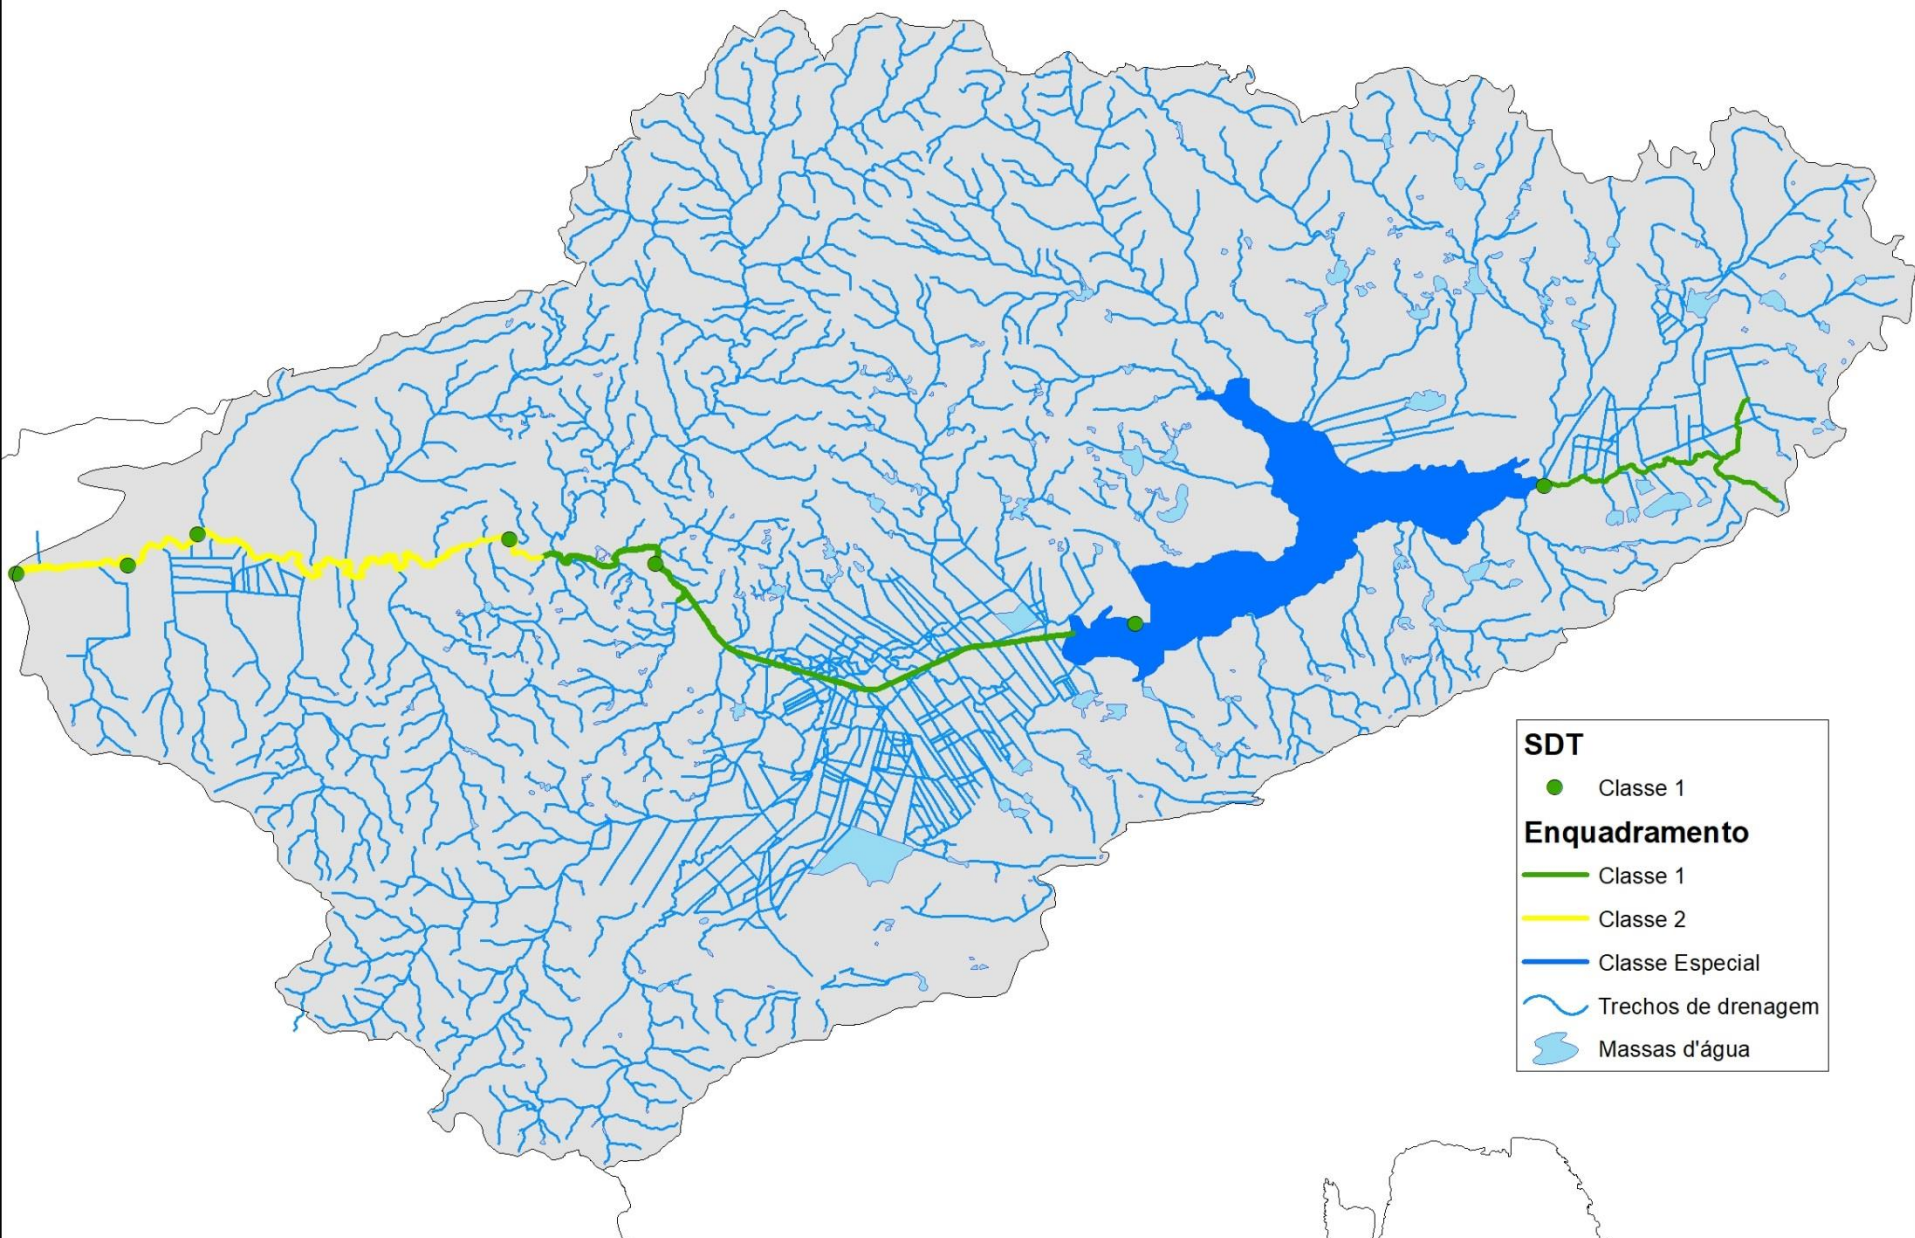 SDT
Classe 1
Enquadramento
Classe 1
Classe 2
Classe Especial
Trechos de drenagem
Massas d'água